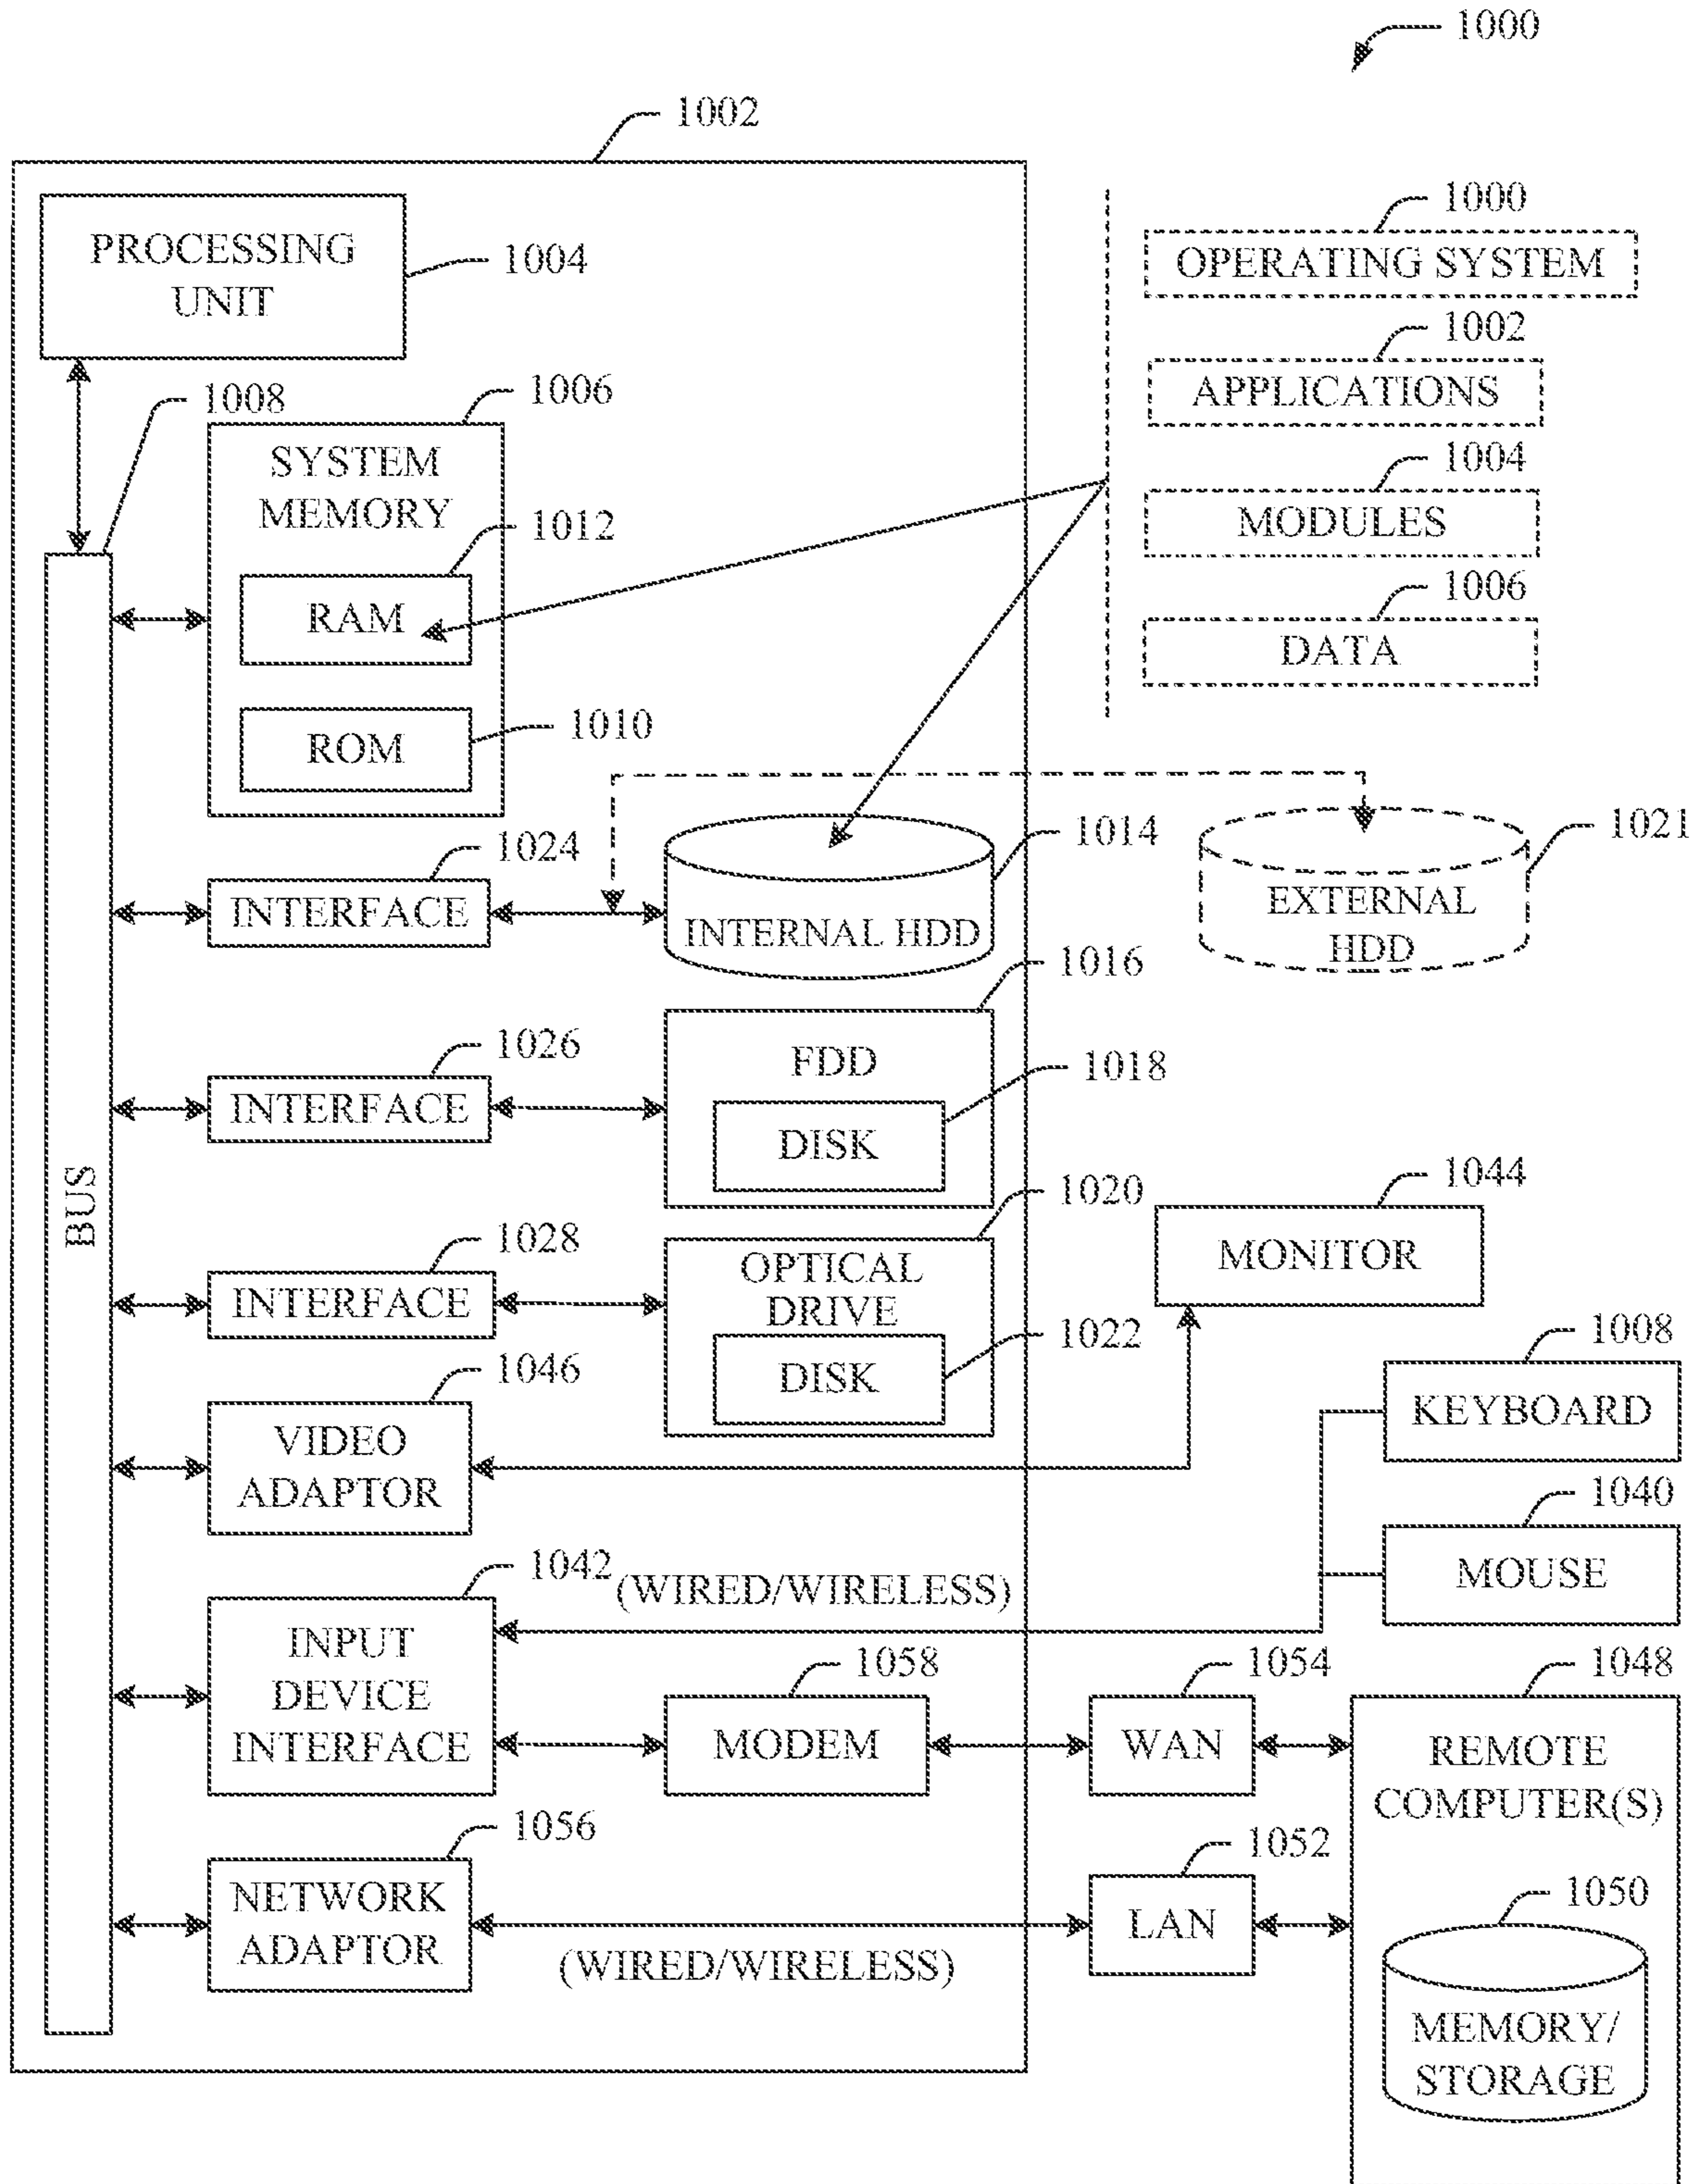 1000
1002
PROCESSING
UNIT
1004
1000
OPERATING SYSTEM
1002
APPLICATIONS
1004
MODULES
1006
DATA
1008
1006
SYSTEM
MEMORY
1012
RAM
1010
ROM
BUS
1024
INTERFACE
1014
INTERNAL HDD
1021
EXTERNAL
HDD
1016
FDD
1018
DISK
1026
INTERFACE
1020
OPTICAL
DRIVE
1022
DISK
1028
INTERFACE
1044
MONITOR
1046
VIDEO
ADAPTOR
1008
KEYBOARD
1040
MOUSE
1042
(WIRED/WIRELESS)
INPUT
DEVICE
INTERFACE
1058
MODEM
1054
WAN
1048
REMOTE
COMPUTER(S)
1056
NETWORK
ADAPTOR
(WIRED/WIRELESS)
1052
LAN
1050
MEMORY/
STORAGE